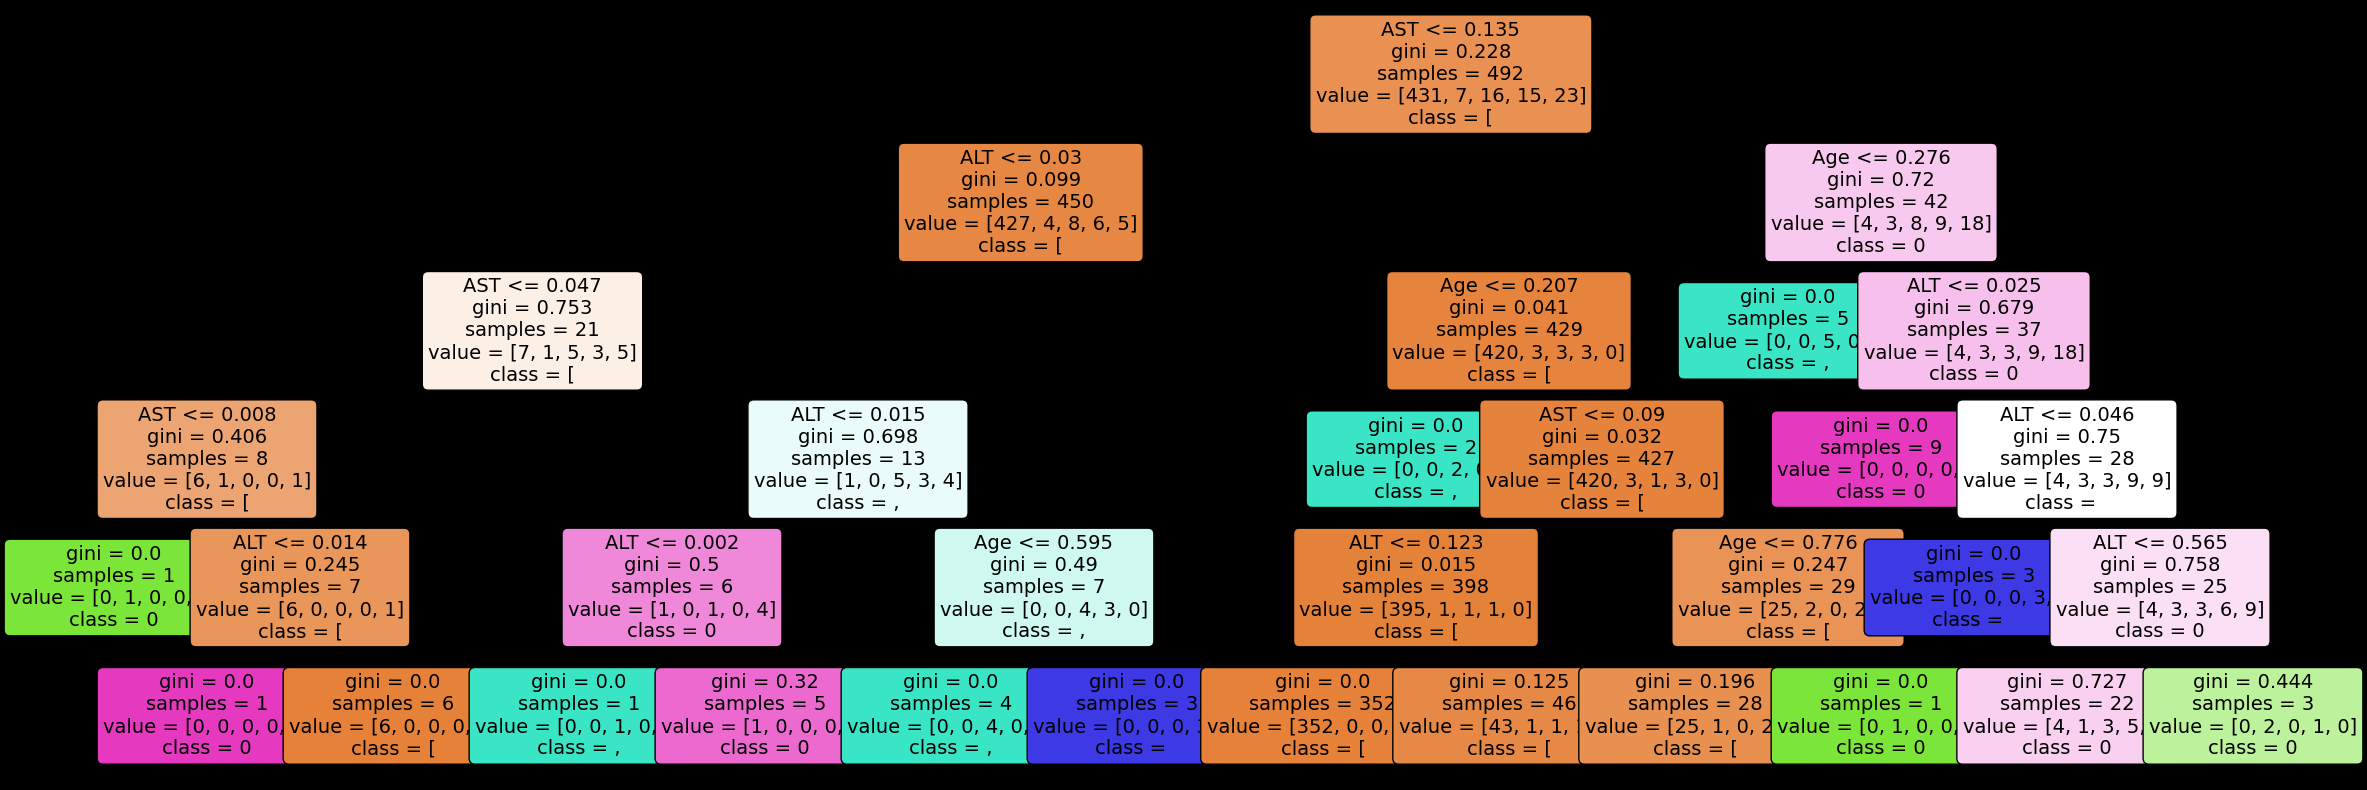 AST <= 0.135
gini = 0.228
samples = 492
value = [431, 7, 16, 15, 23]
class = [
ALT <= 0.03
gini = 0.099
samples = 450
value = [427, 4, 8, 6, 5]
class = [
Age <= 0.276
gini = 0.72
samples = 42
value = [4, 3, 8, 9, 18]
class = 0
AST <= 0.047
gini = 0.753
samples = 21
value = [7, 1, 5, 3, 5]
class = [
Age <= 0.207
gini = 0.041
samples = 429
value = [420, 3, 3, 3, 0]
class = [
gini = 0.0
samples = 5
value = [0, 0, 5, 0
class = ,
ALT <= 0.025
gini = 0.679
samples = 37
value = [4, 3, 3, 9, 18]
class = 0
AST <= 0.008
gini = 0.406
samples = 8
value = [6, 1, 0, 0, 1]
class = [
ALT <= 0.015
gini = 0.698
samples = 13
value = [1, 0, 5, 3, 4]
class = ,
gini = 0.0
samples = 2
value = [0, 0, 2,
class = ,
AST <= 0.09
gini = 0.032
samples = 427
value = [420, 3, 1, 3, 0]
class = [
gini = 0.0
samples = 9
value = [0, 0, 0, 0,
class = 0
ALT <= 0.046
gini = 0.75
samples = 28
value = [4, 3, 3, 9, 9]
class =
gini = 0.0
samples = 1
value = [0, 1, 0, 0,
class = 0
ALT <= 0.014
gini = 0.245
samples = 7
value = [6, 0, 0, 0, 1]
class = [
ALT <= 0.002
gini = 0.5
samples = 6
value = [1, 0, 1, 0, 4]
class = 0
Age <= 0.595
gini = 0.49
samples = 7
value = [0, 0, 4, 3, 0]
class = ,
ALT <= 0.123
gini = 0.015
samples = 398
value = [395, 1, 1, 1, 0]
class = [
Age <= 0.776
gini = 0.247
samples = 29
value = [25, 2, 0, 2
class = [
gini = 0.0
samples = 3
value = [0, 0, 0, 3,
class =
ALT <= 0.565
gini = 0.758
samples = 25
value = [4, 3, 3, 6, 9]
class = 0
gini = 0.0
samples = 1
value = [0, 0, 0, 0,
class = 0
gini = 0.0
samples = 6
value = [6, 0, 0, 0,
class = [
gini = 0.0
samples = 1
value = [0, 0, 1, 0,
class = ,
gini = 0.32
samples = 5
value = [1, 0, 0, 0,
class = 0
gini = 0.0
samples = 4
value = [0, 0, 4, 0,
class = ,
gini = 0.0
samples = 3
value = [0, 0, 0,
class =
gini = 0.0
samples = 352
value = [352, 0, 0,
class = [
gini = 0.125
samples = 46
value = [43, 1, 1,
class = [
gini = 0.196
samples = 28
value = [25, 1, 0, 2
class = [
gini = 0.0
samples = 1
value = [0, 1, 0, 0,
class = 0
gini = 0.727
samples = 22
value = [4, 1, 3, 5,
class = 0
gini = 0.444
samples = 3
value = [0, 2, 0, 1, 0]
class = 0